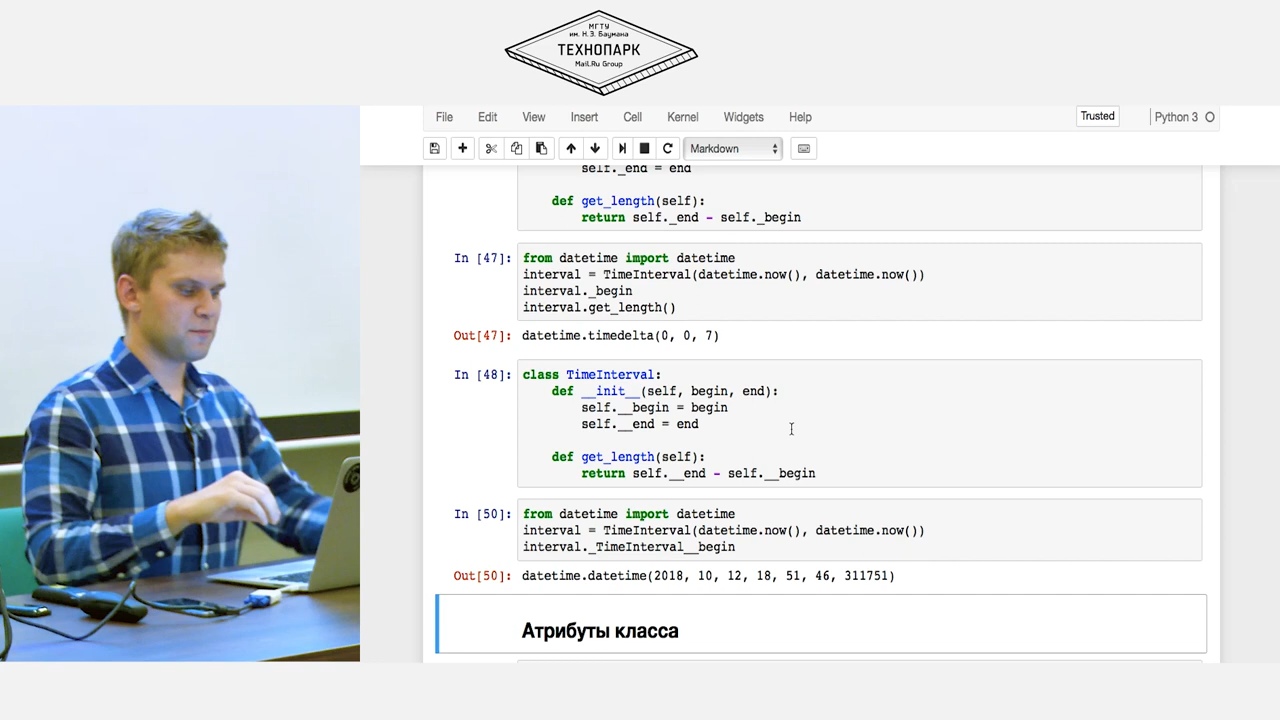 МГТУ
им. Н.Э. Баумана
ТЕХНОПАРК
Mail.Ru Group
File Edit View Insert Cell Kernel Widgets Help Trusted Python 3
Markdown
self._end = end
def get_length(self):
return self._end - self._begin
In [47]: from datetime import datetime
interval = TimeInterval(datetime.now(), datetime.now())
interval._begin
interval.get_length()
Out[47]: datetime.timedelta(0, 0, 7)
In [48]: class TimeInterval:
def __init__(self, begin, end):
self.__begin = begin
self.__end = end
def get_length(self):
return self.__end - self.__begin
In [50]: from datetime import datetime
interval = TimeInterval(datetime.now(), datetime.now())
interval._TimeInterval__begin
Out[50]: datetime.datetime(2018, 10, 12, 18, 51, 46, 311751)
Атрибуты класса